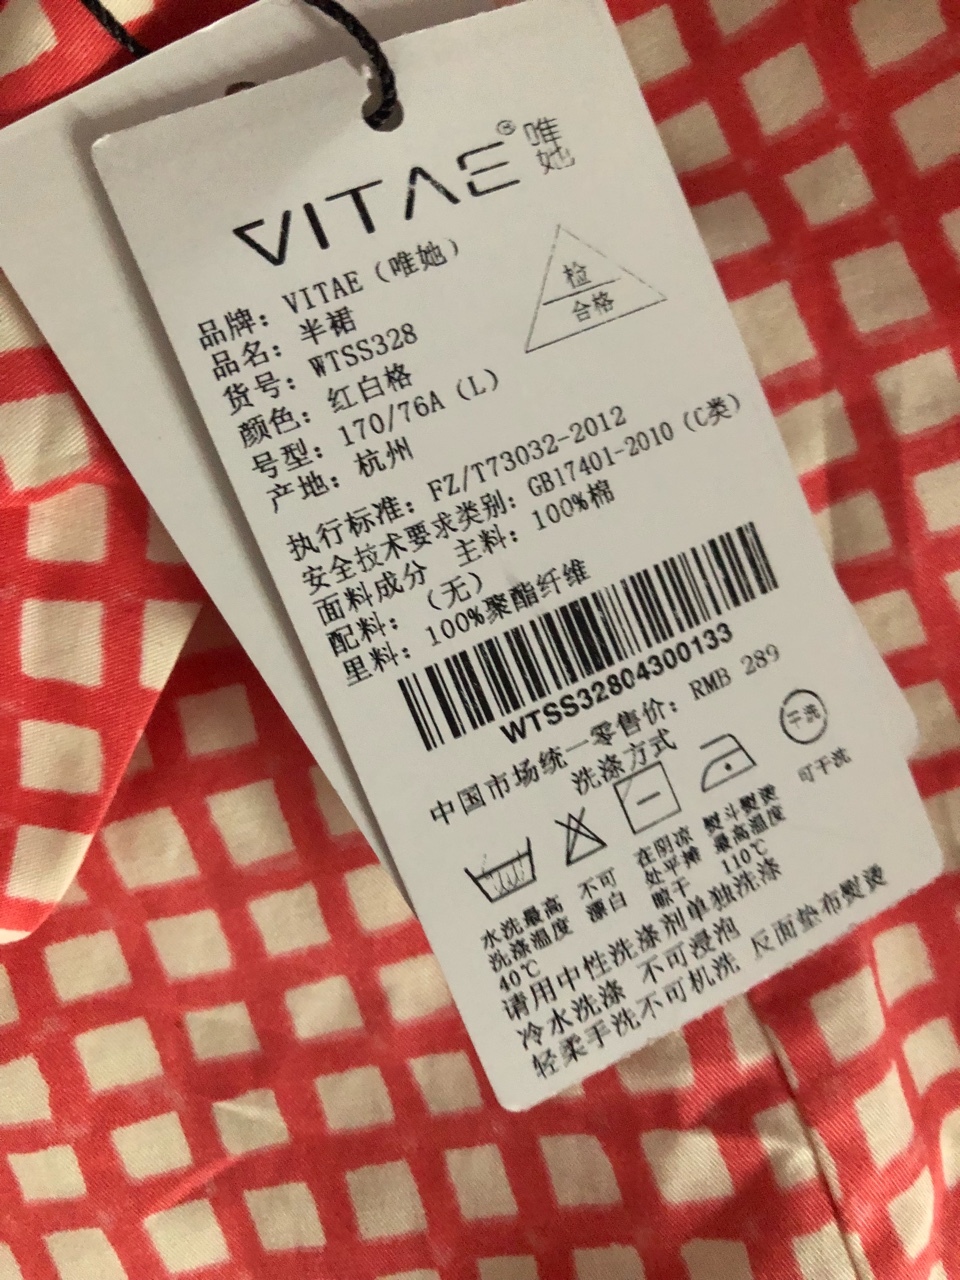 VITAE® 唯她
品牌： VITAE（唯她）
品名： 半裙
货号： WTSS328
颜色： 红白格
号型： 170/76A（L）
产地： 杭州
检
合格
执行标准： FZ/T73032-2012
安全技术要求类别： GB17401-2010（C类）
面料成分 主料： 100%棉
配料： （无）
里料： 100%聚酯纤维
WTSS32804300133
中国市场统一零售价： RMB 289
洗涤方式
干洗
水洗最高
洗涤温度
40℃
不可
漂白
在阴凉
处平摊
晾干
熨斗熨烫
最高温度
110℃
可干洗
请用中性洗涤剂单独洗涤
冷水洗涤 不可浸泡
轻柔手洗不可机洗 反面垫布熨烫